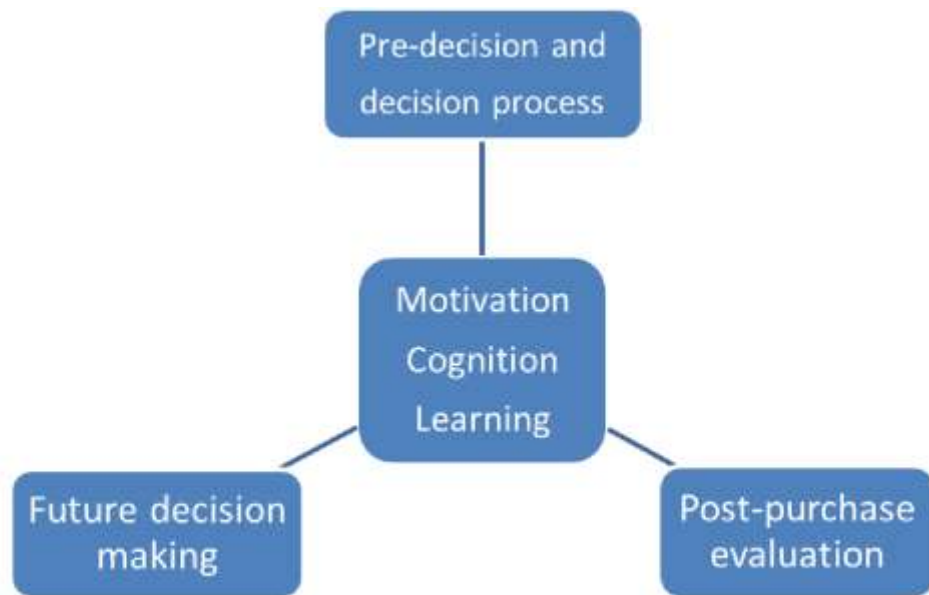 Pre-decision and
decision process
Motivation
Cognition
Learning
Future decision
making
Post-purchase
evaluation